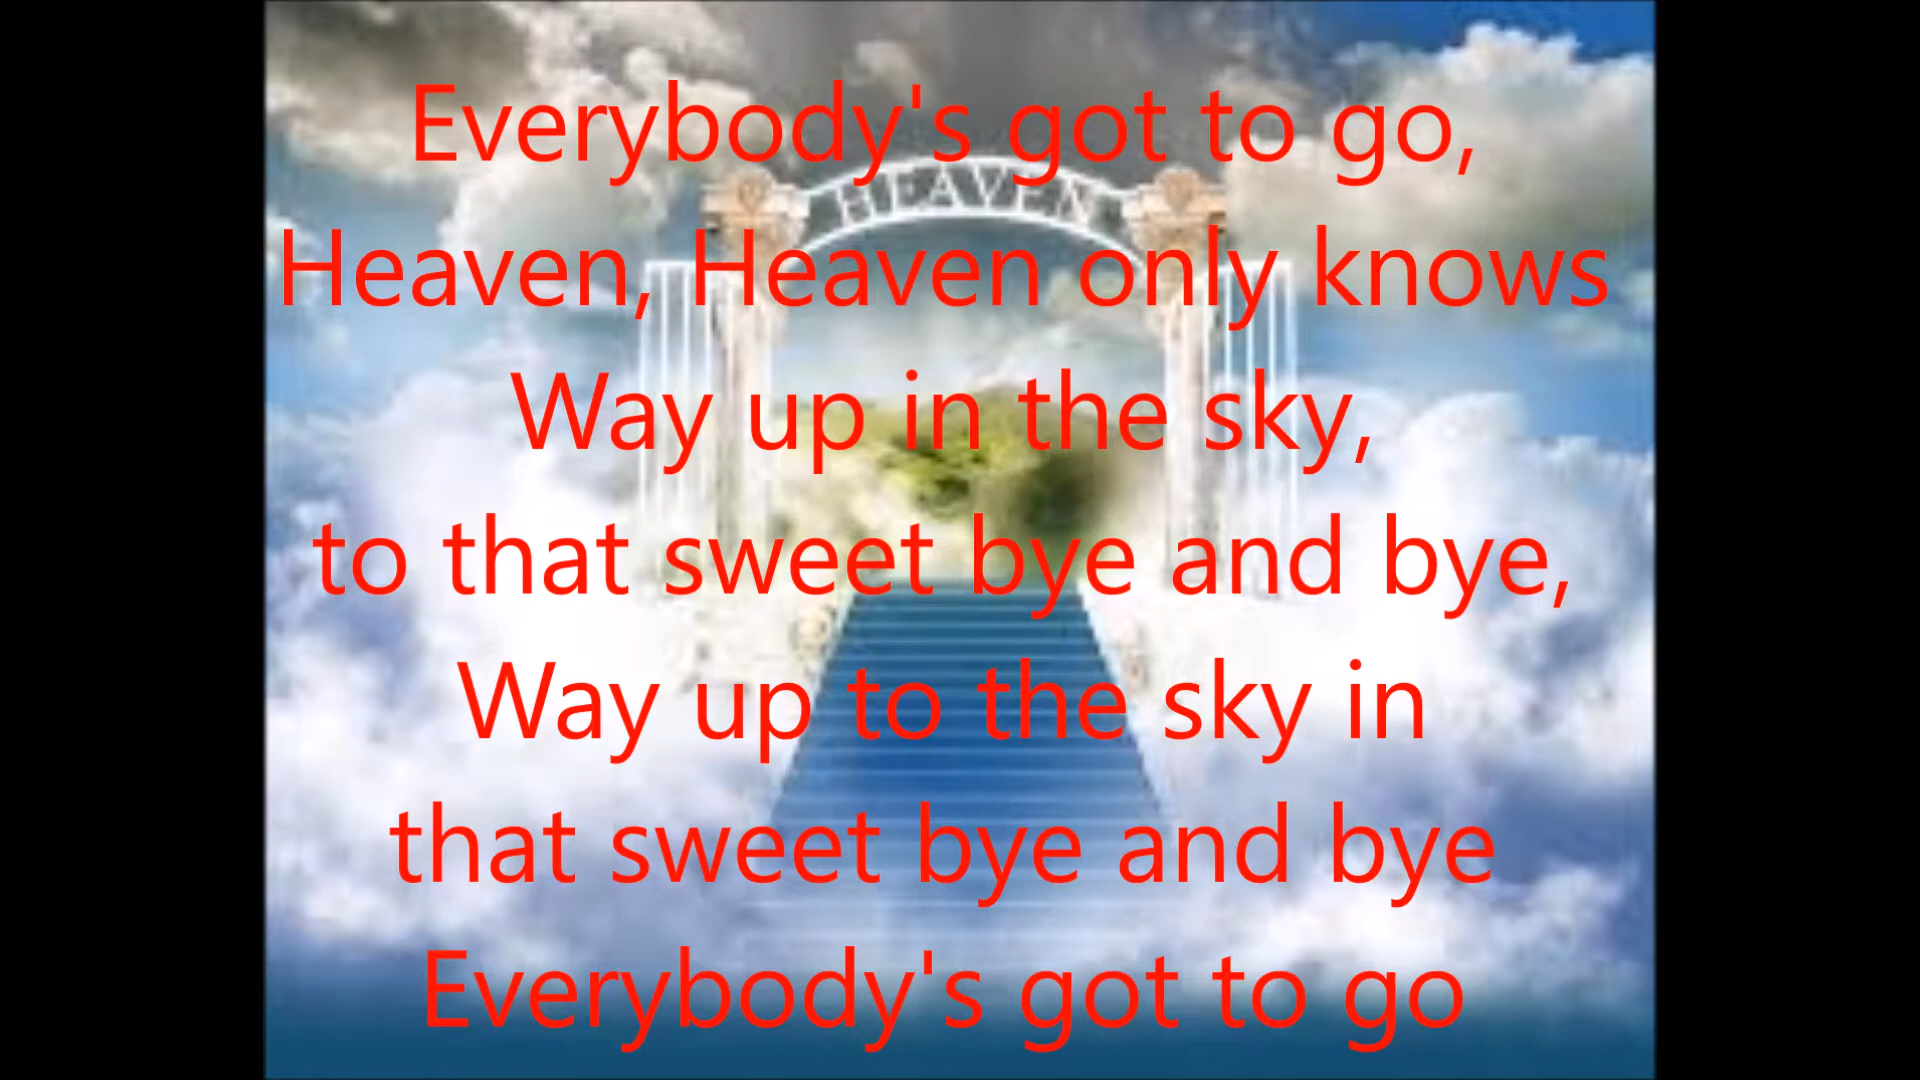 Everybody's got to go,
HEAVEN
Heaven, Heaven only knows
Way up in the sky,
to that sweet bye and bye,
Way up to the sky in
that sweet bye and bye
Everybody's got to go